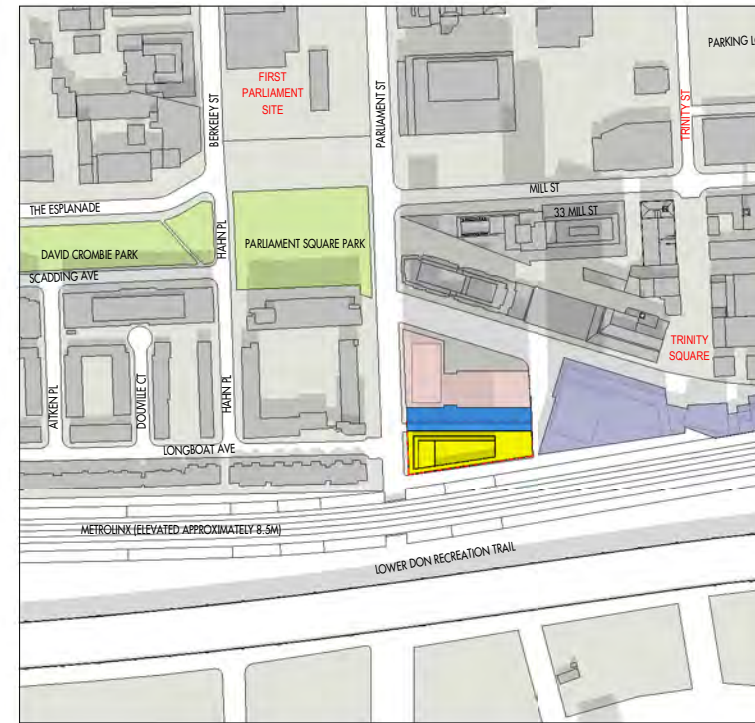 PARKING L
FIRST
PARLIAMENT
SITE
BERKELEY ST
PARLIAMENT ST
TRINITY ST
MILL ST
THE ESPLANADE
33 MILL ST
DAVID CROMBIE PARK
HAHN PL
PARLIAMENT SQUARE PARK
SCADDING AVE
TRINITY
SQUARE
AITKEN PL
DOUVILLE CT
HAHN PL
LONGBOAT AVE
METROLINX (ELEVATED APPROXIMATELY 8.5M)
LOWER DON RECREATION TRAIL